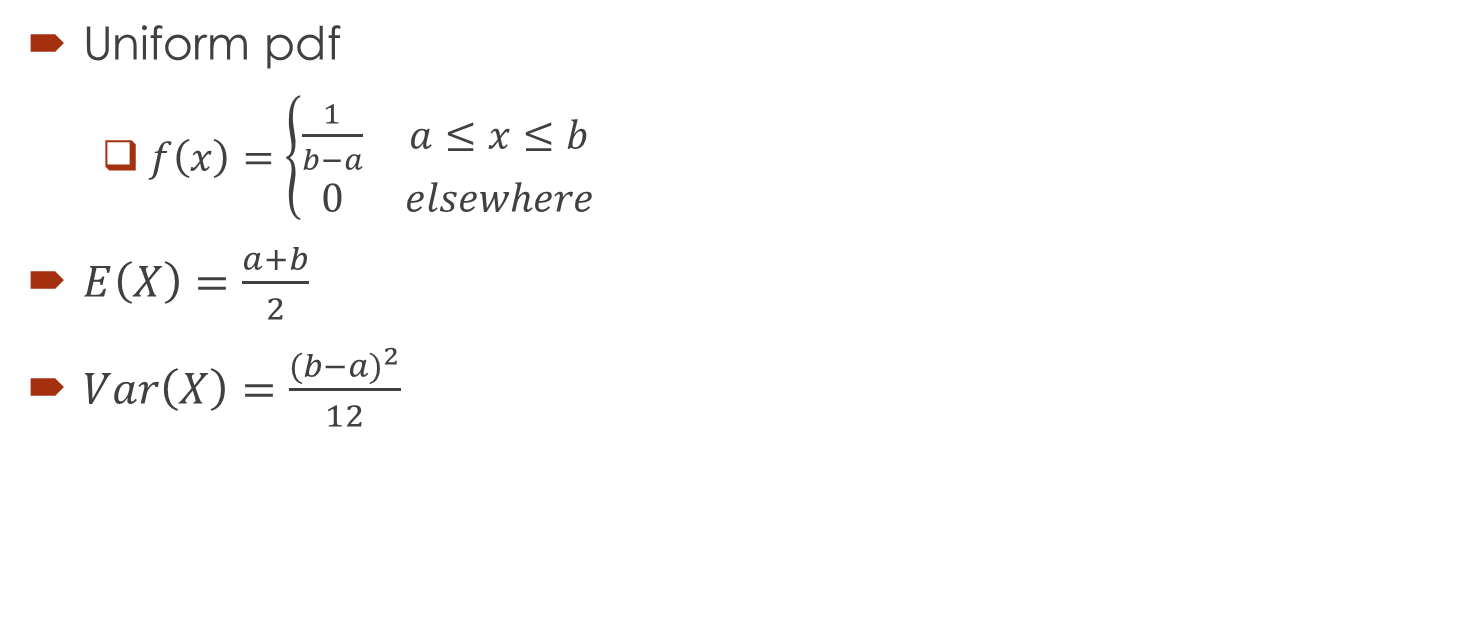 Uniform pdf
f(x) = { 1/(b−a)  a ≤ x ≤ b
0  elsewhere
E(X) = (a+b)/2
Var(X) = (b−a)²/12